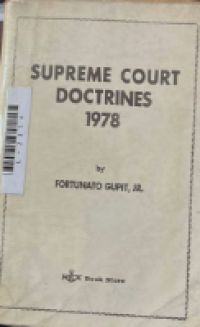 SUPREME COURT
DOCTRINES
1978
by
FORTUNATO GUPIT, JR.
Book Store